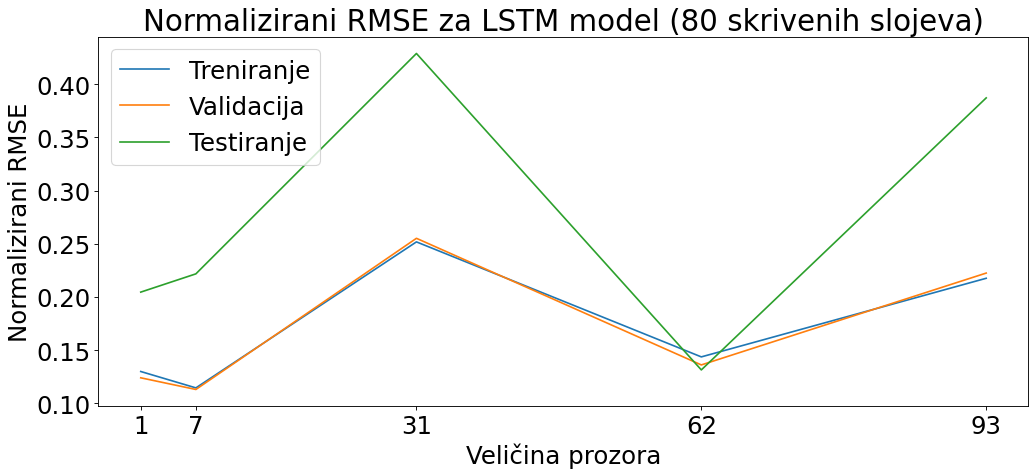 Normalizirani RMSE za LSTM model (80 skrivenih slojeva)
Treniranje
Validacija
Testiranje
Normalizirani RMSE
0.40
0.35
0.30
0.25
0.20
0.15
0.10
1 7 31 62 93
Veličina prozora